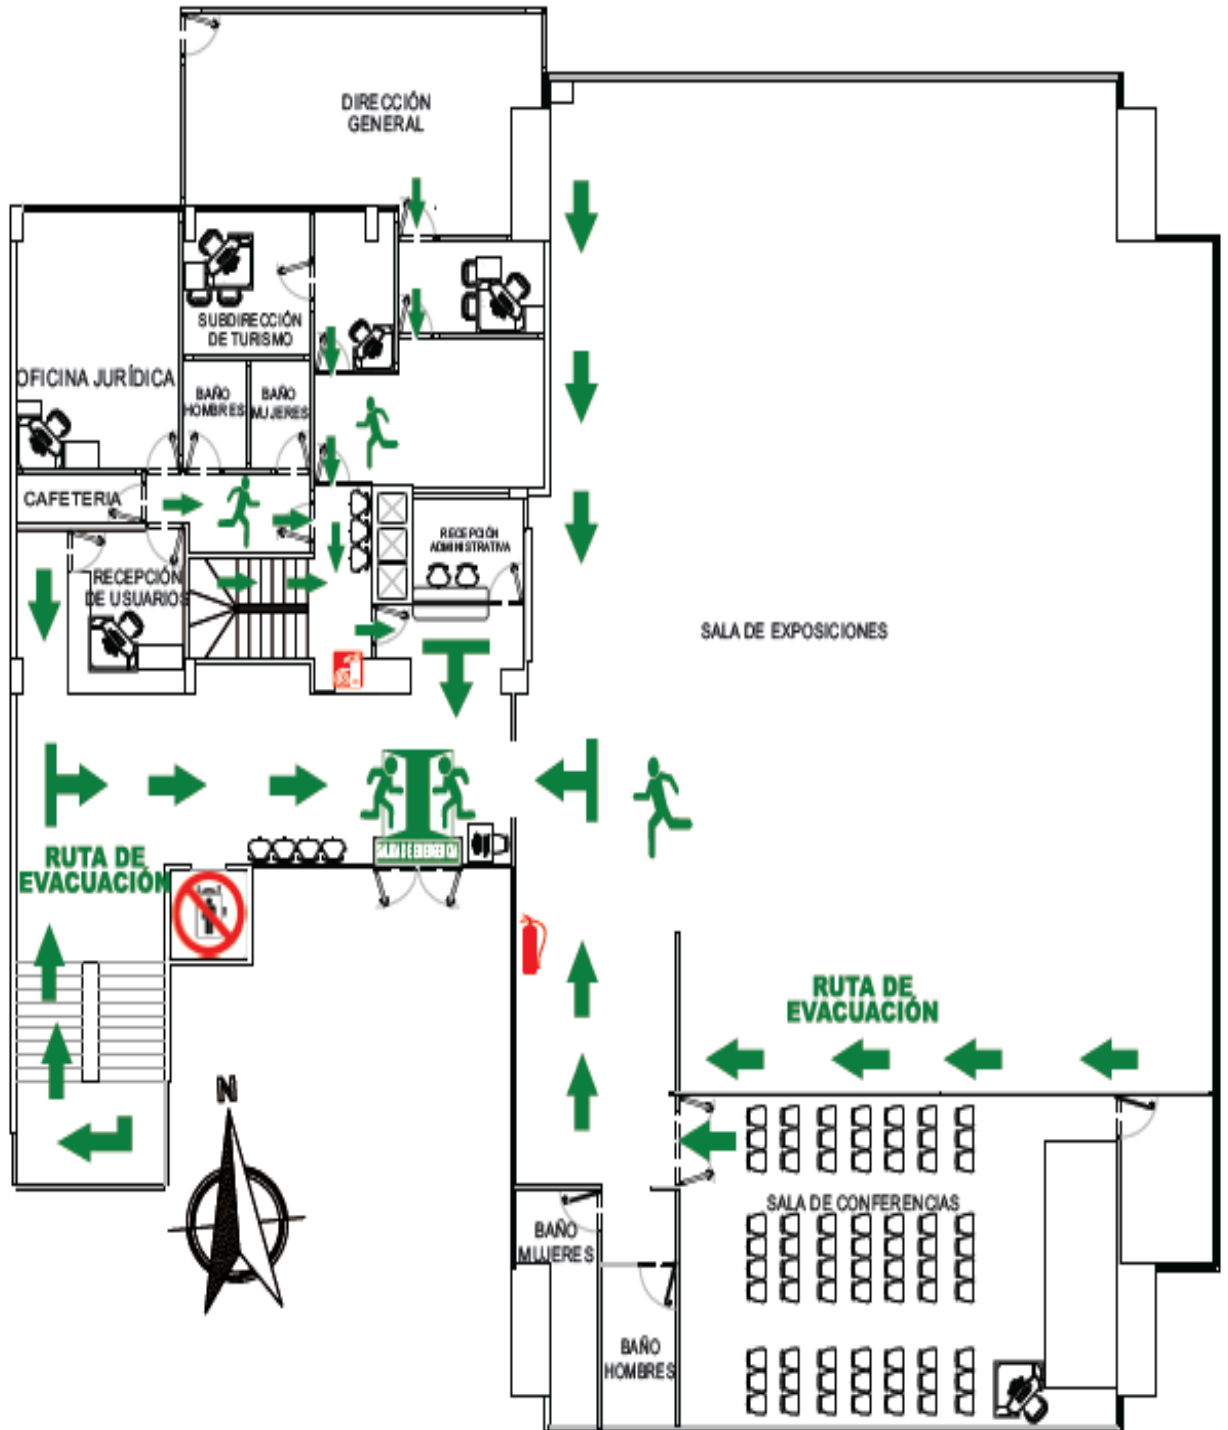 DIRECCIÓN
GENERAL
SUBDIRECCIÓN
DE TURISMO
OFICINA JURÍDICA
BAÑO
HOMBRES
BAÑO
MUJERES
CAFETERIA
RECEPCIÓN
ADMINISTRATIVA
RECEPCIÓN
DE USUARIOS
SALA DE EXPOSICIONES
SALIDA DE EMERGENCIA
RUTA DE
EVACUACIÓN
RUTA DE
EVACUACIÓN
N
SALA DE CONFERENCIAS
BAÑO
MUJERES
BAÑO
HOMBRES